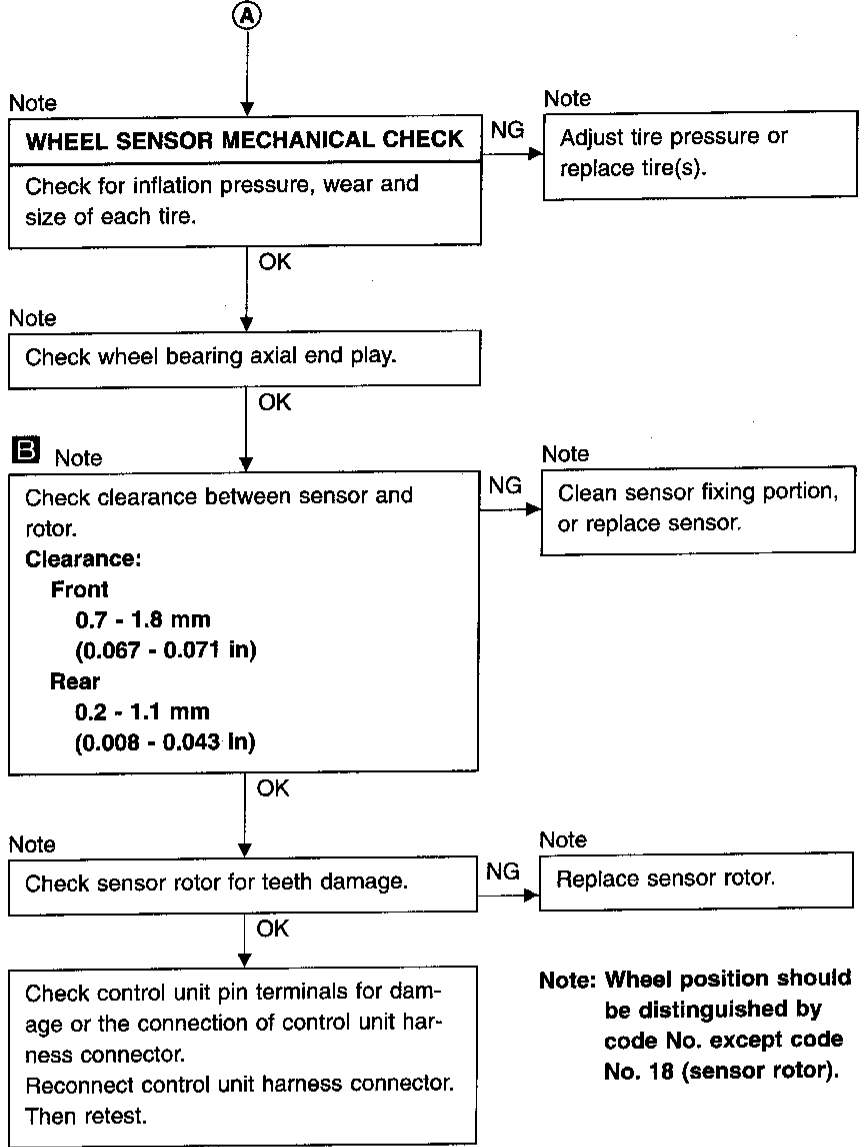 A
Note
WHEEL SENSOR MECHANICAL CHECK
Check for inflation pressure, wear and
size of each tire.
NG
Note
Adjust tire pressure or
replace tire(s).
OK
Note
Check wheel bearing axial end play.
OK
B Note
Check clearance between sensor and
rotor.
Clearance:
Front
0.7 - 1.8 mm
(0.067 - 0.071 in)
Rear
0.2 - 1.1 mm
(0.008 - 0.043 in)
NG
Note
Clean sensor fixing portion,
or replace sensor.
OK
Note
Check sensor rotor for teeth damage.
NG
Note
Replace sensor rotor.
OK
Check control unit pin terminals for dam-
age or the connection of control unit har-
ness connector.
Reconnect control unit harness connector.
Then retest.
Note: Wheel position should
be distinguished by
code No. except code
No. 18 (sensor rotor).